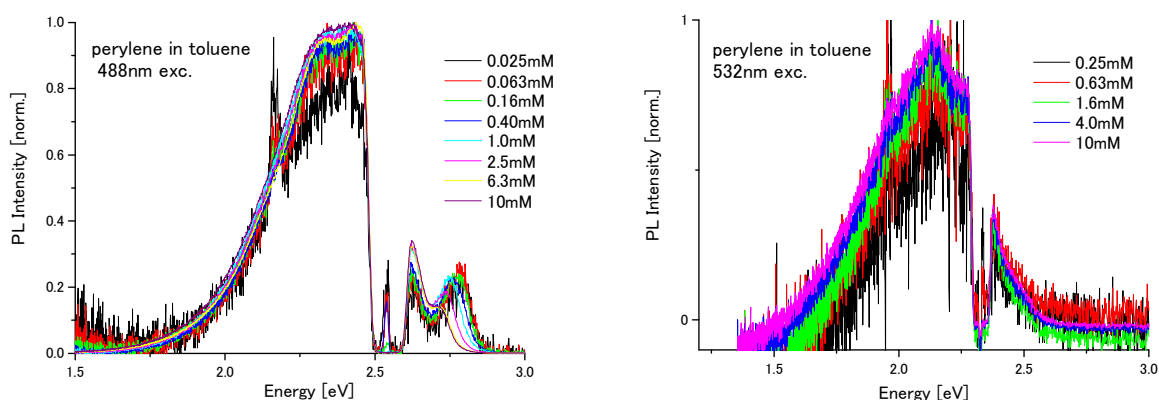 perylene in toluene
488nm exc.
0.025mM
0.063mM
0.16mM
0.40mM
1.0mM
2.5mM
6.3mM
10mM
PL Intensity [norm.]
1.0
0.8
0.6
0.4
0.2
0.0
1.5 2.0 2.5 3.0
Energy [eV]
perylene in toluene
532nm exc.
0.25mM
0.63mM
1.6mM
4.0mM
10mM
PL Intensity [norm.]
1
0
1.5 2.0 2.5 3.0
Energy [eV]